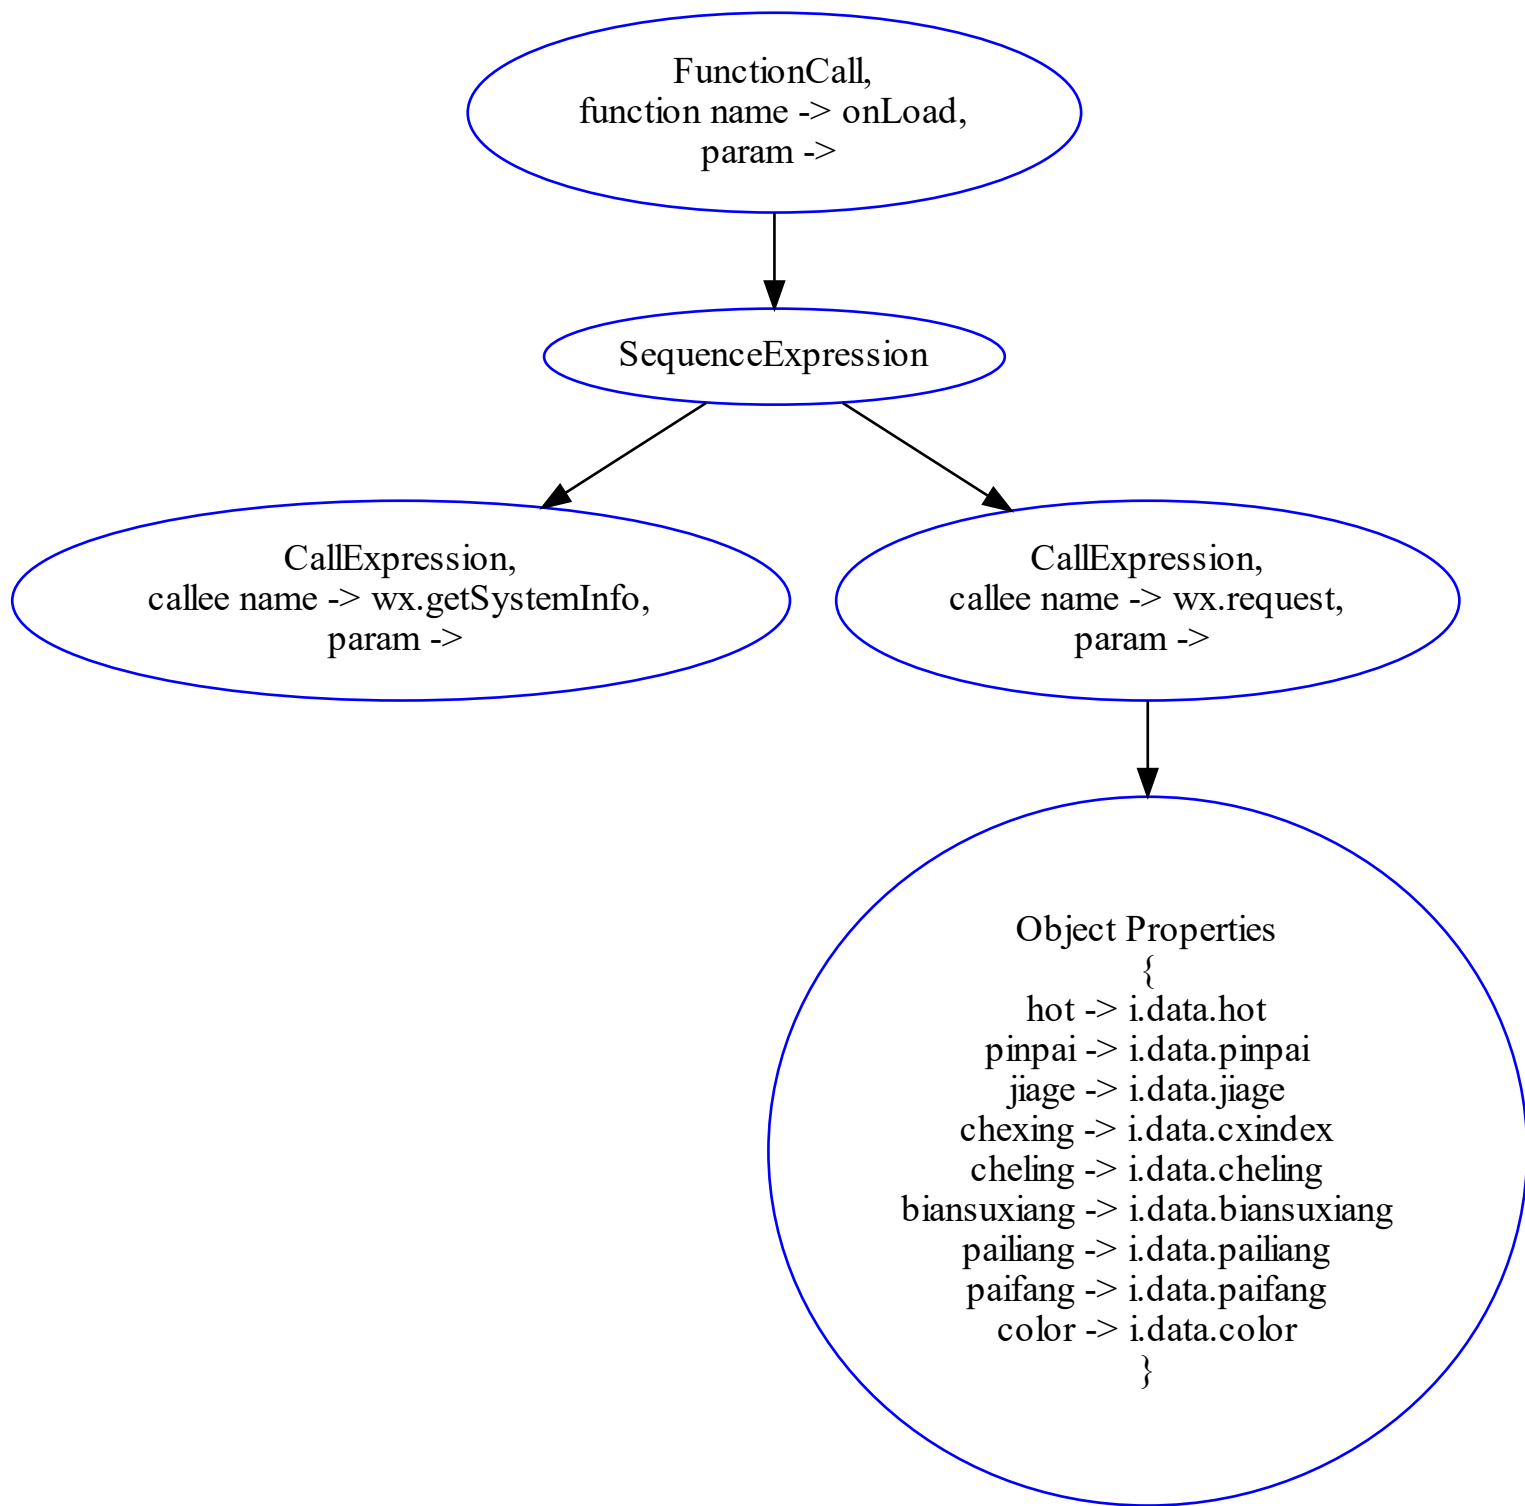 FunctionCall,
function name -> onLoad,
param ->
SequenceExpression
CallExpression,
callee name -> wx.getSystemInfo,
param ->
CallExpression,
callee name -> wx.request,
param ->
Object Properties
{
hot -> i.data.hot
pinpai -> i.data.pinpai
jiage -> i.data.jiage
chexing -> i.data.cxindex
cheling -> i.data.cheling
biansuxiang -> i.data.biansuxiang
pailiang -> i.data.pailiang
paifang -> i.data.paifang
color -> i.data.color
}